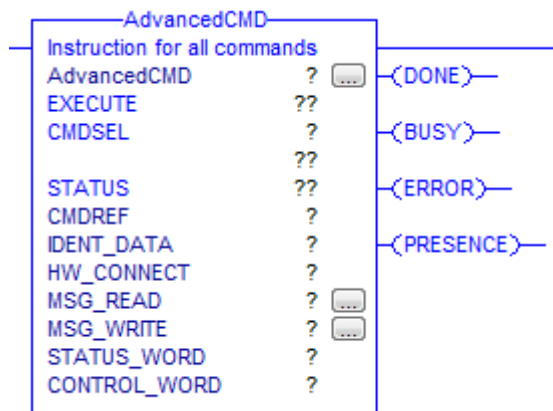 AdvancedCMD
Instruction for all commands
AdvancedCMD ? ... (DONE)
EXECUTE ??
CMDSEL ? (BUSY)
??
STATUS ?? (ERROR)
CMDREF ?
IDENT_DATA ? (PRESENCE)
HW_CONNECT ?
MSG_READ ? ...
MSG_WRITE ? ...
STATUS_WORD ?
CONTROL_WORD ?